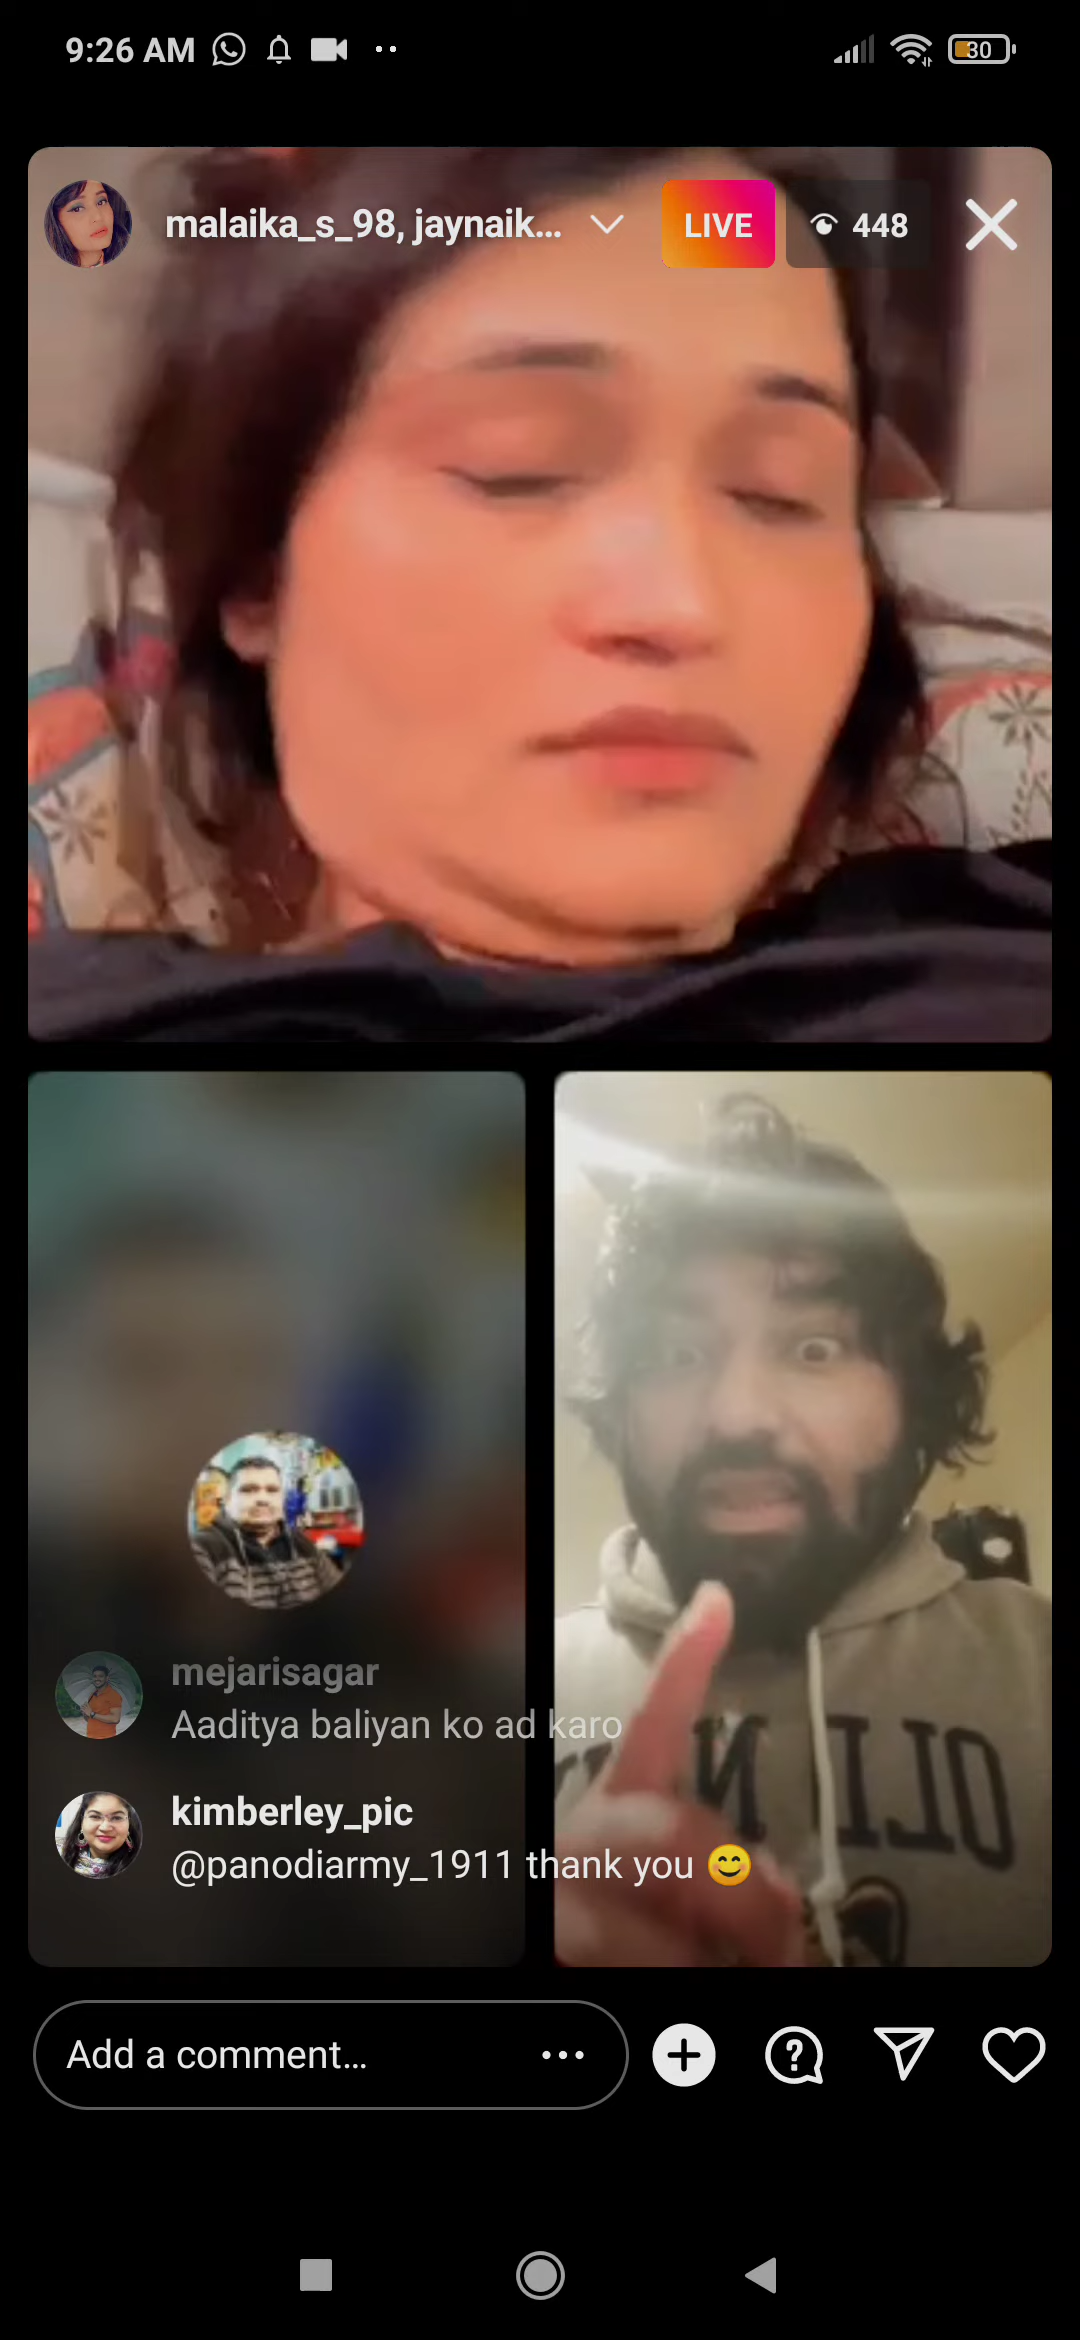 9:26 AM
30
malaika_s_98, jaynaik...
LIVE
448
mejarisagar
Aaditya baliyan ko ad karo
kimberley_pic
@panodiarmy_1911 thank you 😊
Add a comment...